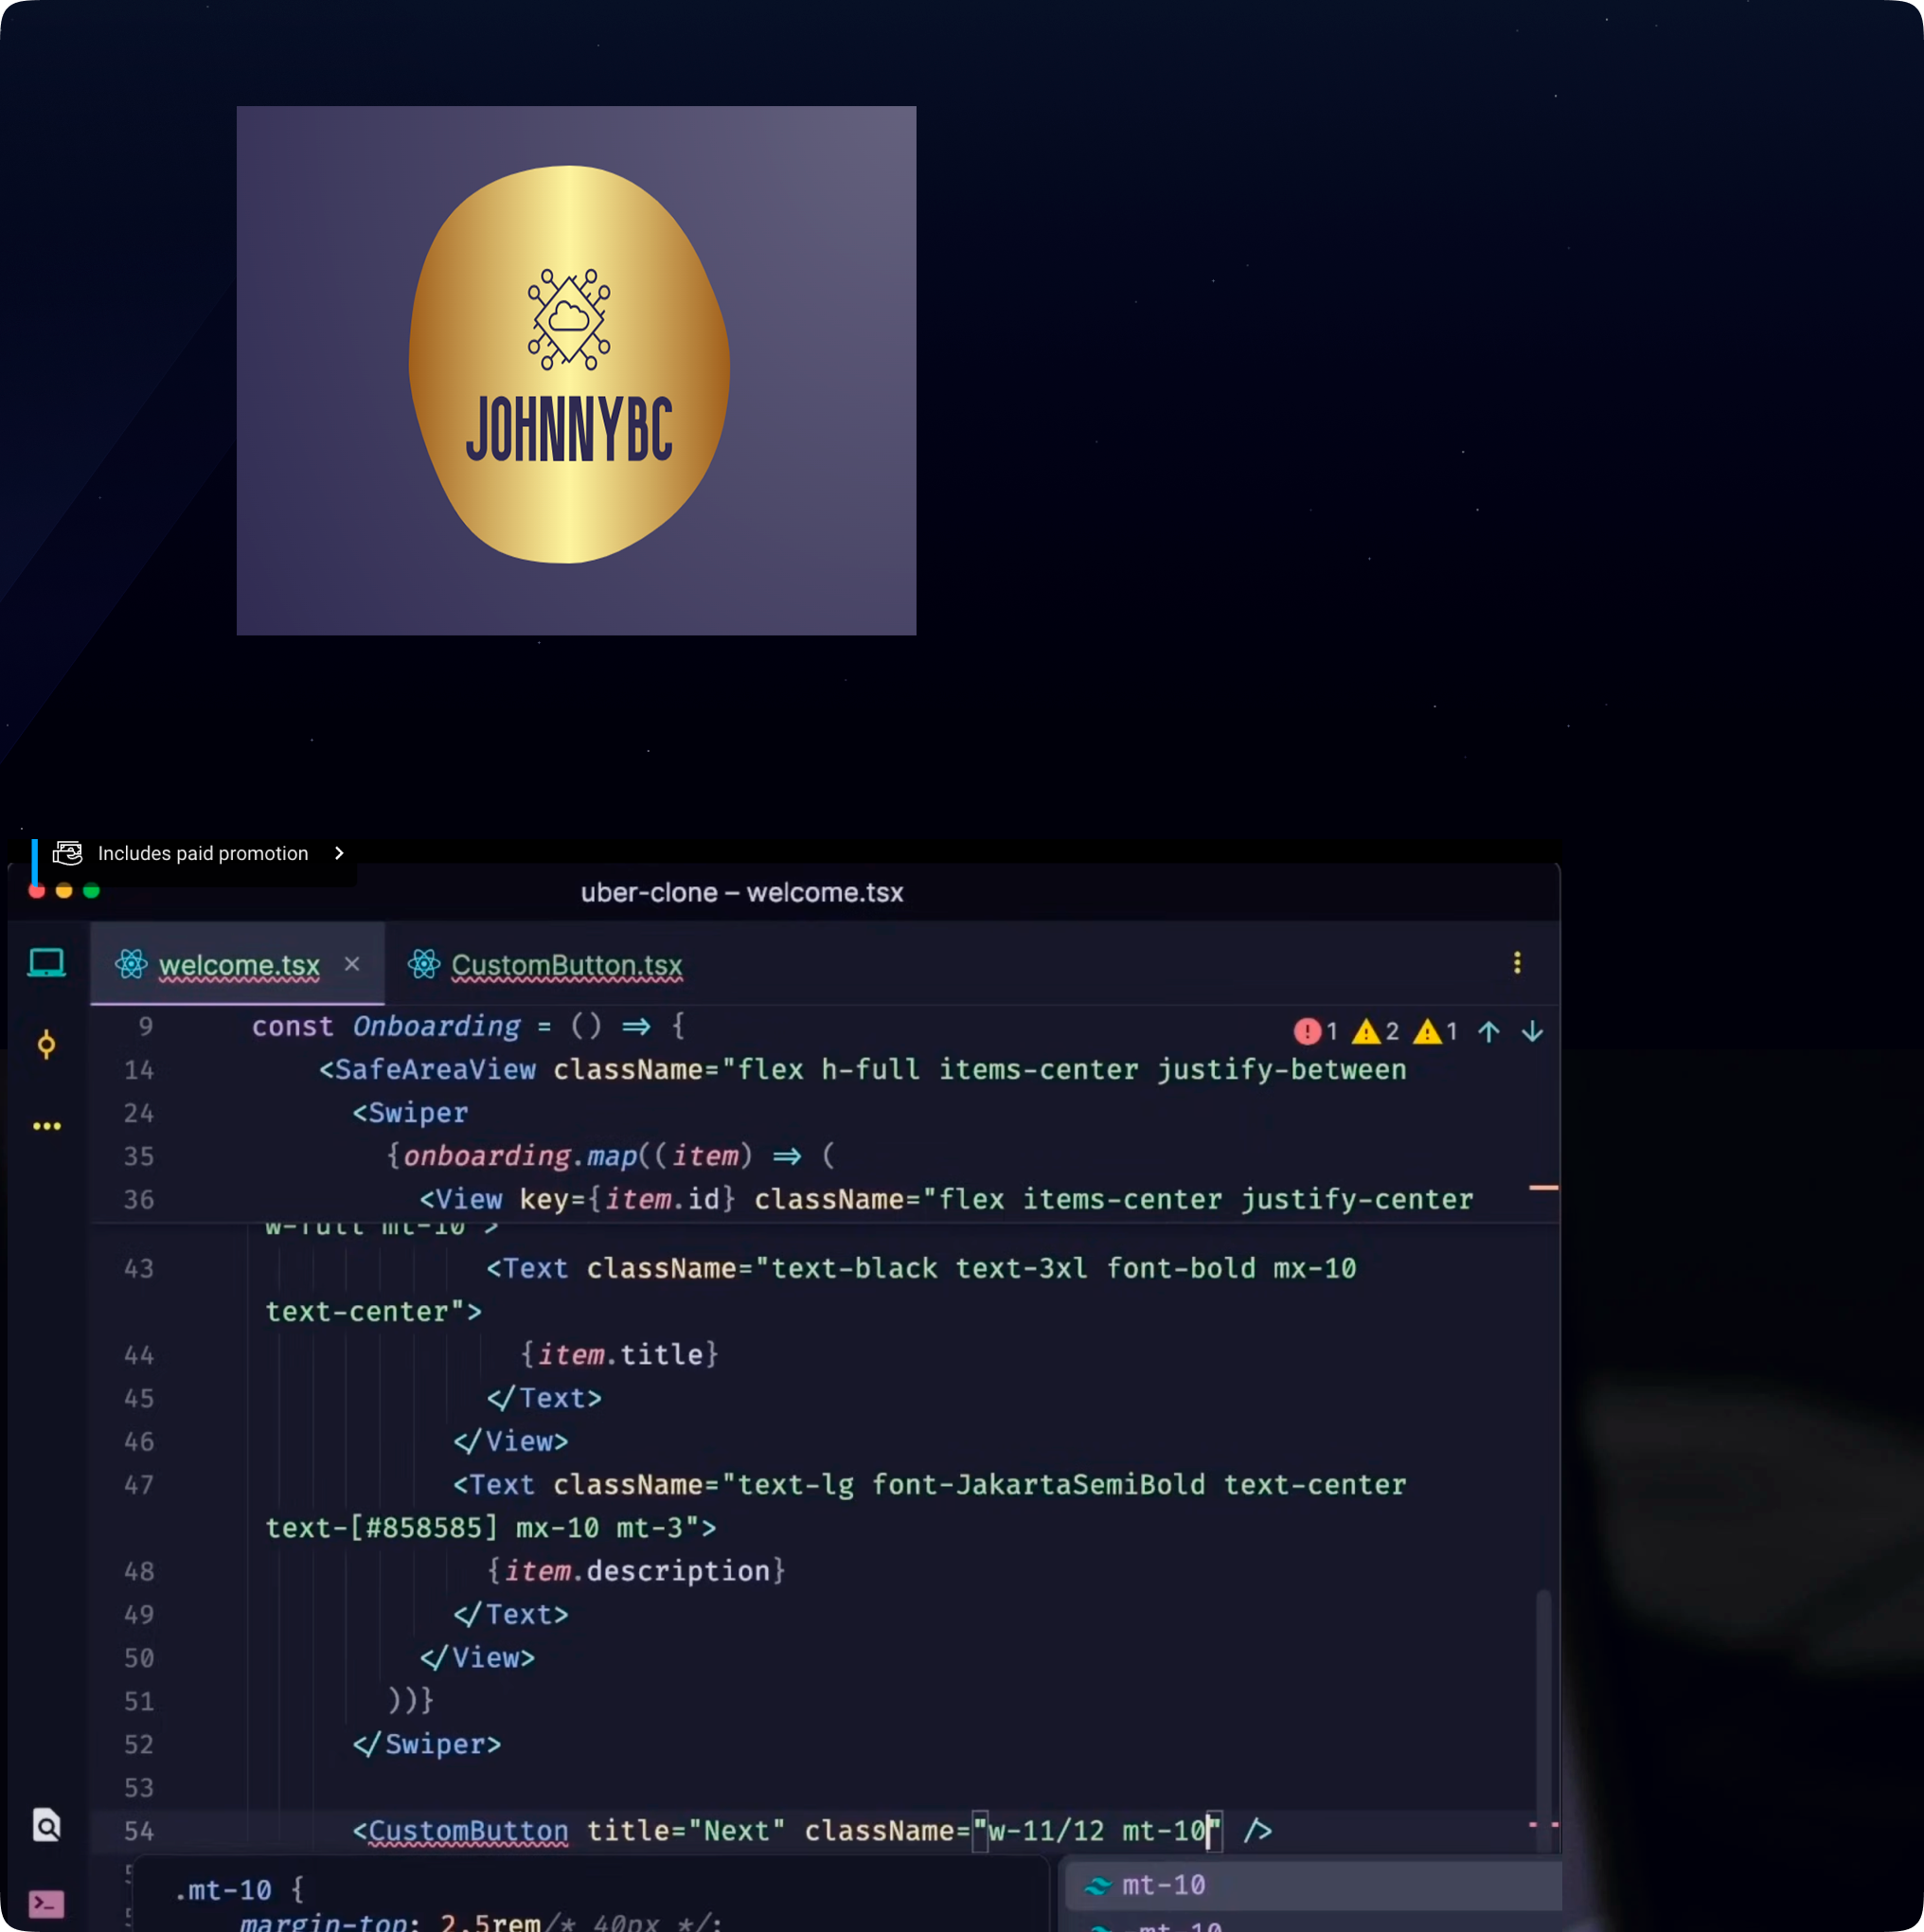 JOHNNYBC
Includes paid promotion
uber-clone – welcome.tsx
welcome.tsx
CustomButton.tsx
9 const Onboarding = () => {
1 2 1
14 <SafeAreaView className="flex h-full items-center justify-between
24 <Swiper
35 {onboarding.map((item) => (
36 <View key={item.id} className="flex items-center justify-center
w-full mt-10">
43 <Text className="text-black text-3xl font-bold mx-10
text-center">
44 {item.title}
45 </Text>
46 </View>
47 <Text className="text-lg font-JakartaSemiBold text-center
text-[#858585] mx-10 mt-3">
48 {item.description}
49 </Text>
50 </View>
51 ))}
52 </Swiper>
53
54 <CustomButton title="Next" className="w-11/12 mt-10" />
.mt-10 {
margin-top: 2.5rem/* 40px */;
mt-10
-mt-10